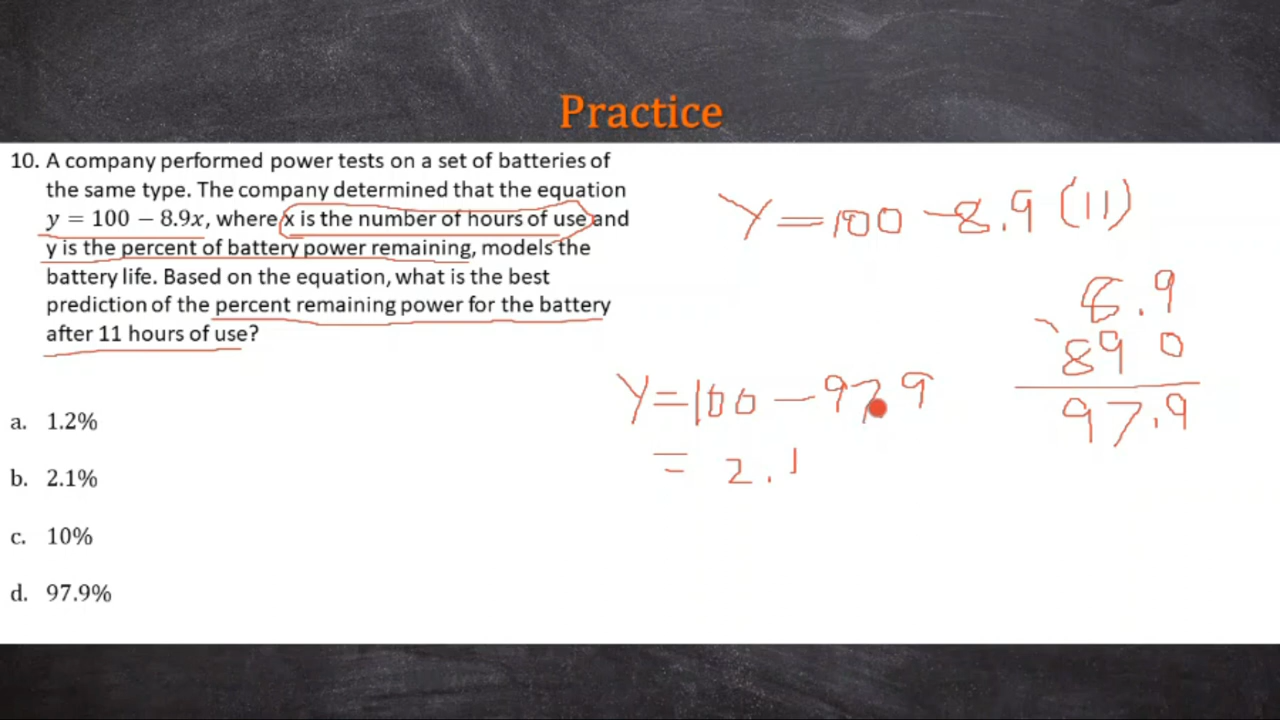 Practice
10. A company performed power tests on a set of batteries of
the same type. The company determined that the equation
y = 100 − 8.9x, where x is the number of hours of use and
y is the percent of battery power remaining, models the
battery life. Based on the equation, what is the best
prediction of the percent remaining power for the battery
after 11 hours of use?
a. 1.2%
b. 2.1%
c. 10%
d. 97.9%
Y=100 -8.9 (11)
8.9
89 0
97.9
Y=100 - 97.9
= 2.1